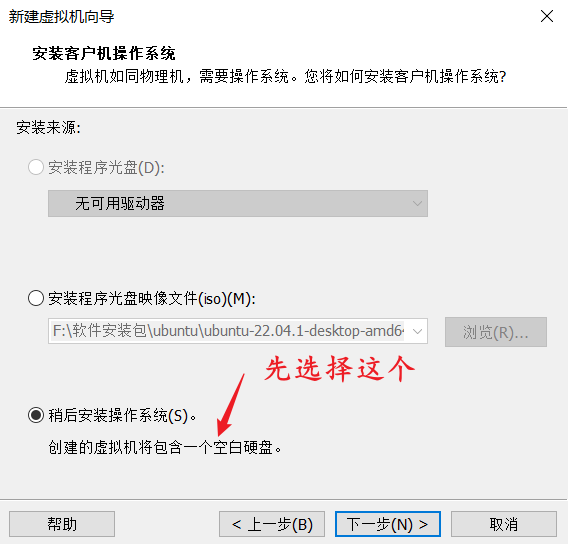 新建虚拟机向导
安装客户机操作系统
虚拟机如同物理机，需要操作系统。您将如何安装客户机操作系统?
安装来源:
安装程序光盘(D):
无可用驱动器
安装程序光盘映像文件(iso)(M):
F:\软件安装包\ubuntu\ubuntu-22.04.1-desktop-amd64
浏览(R)...
先选择这个
稍后安装操作系统(S)。
创建的虚拟机将包含一个空白硬盘。
帮助
< 上一步(B)
下一步(N) >
取消